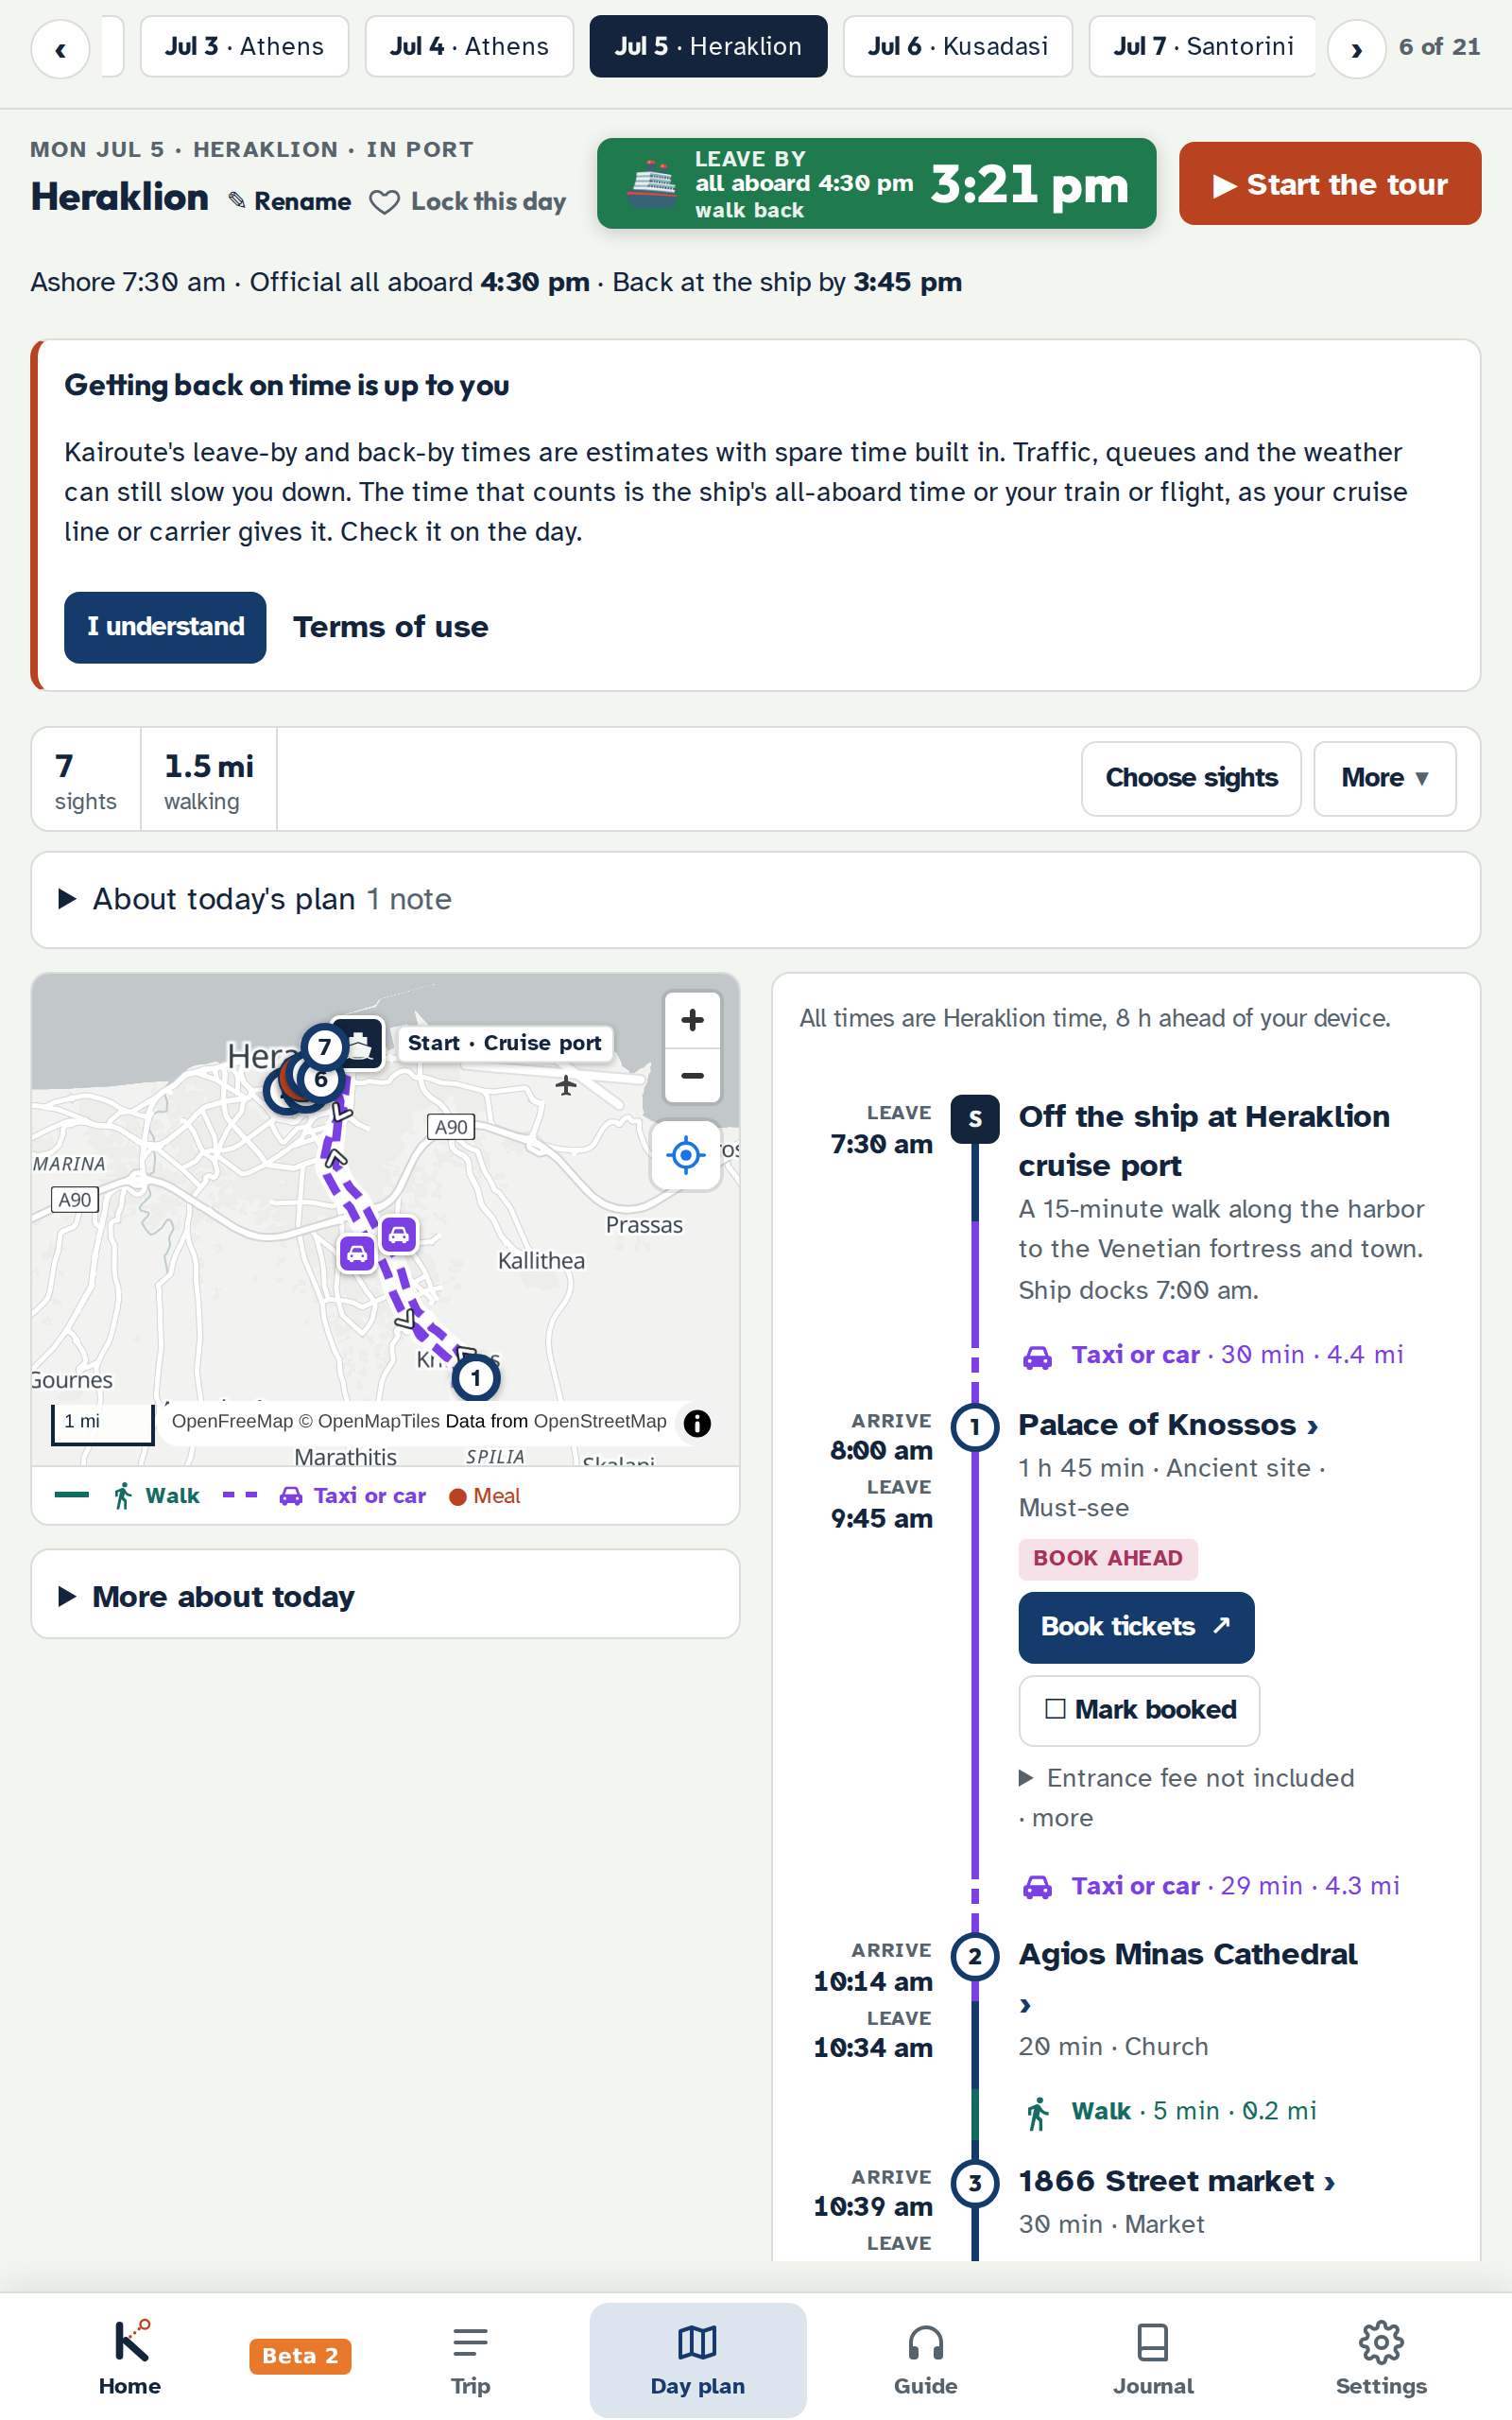 ‹
Jul 3 · Athens
Jul 4 · Athens
Jul 5 · Heraklion
Jul 6 · Kusadasi
Jul 7 · Santorini
›
6 of 21
MON JUL 5 · HERAKLION · IN PORT
Heraklion
✎ Rename
Lock this day
LEAVE BY
all aboard 4:30 pm
walk back
3:21 pm
▶ Start the tour
Ashore 7:30 am · Official all aboard 4:30 pm · Back at the ship by 3:45 pm
Getting back on time is up to you
Kairoute's leave-by and back-by times are estimates with spare time built in. Traffic, queues and the weather
can still slow you down. The time that counts is the ship's all-aboard time or your train or flight, as your cruise
line or carrier gives it. Check it on the day.
I understand
Terms of use
7
sights
1.5 mi
walking
Choose sights
More ▼
▶ About today's plan 1 note
7
6
Start · Cruise port
+
−
A90
MARINA
A90
Prassas
Kallithea
1
Gournes
1 mi
OpenFreeMap © OpenMapTiles Data from OpenStreetMap
Marathitis
SPILIA
Walk
Taxi or car
Meal
▶ More about today
All times are Heraklion time, 8 h ahead of your device.
LEAVE
7:30 am
S
Off the ship at Heraklion
cruise port
A 15-minute walk along the harbor
to the Venetian fortress and town.
Ship docks 7:00 am.
Taxi or car · 30 min · 4.4 mi
ARRIVE
8:00 am
LEAVE
9:45 am
1
Palace of Knossos ›
1 h 45 min · Ancient site ·
Must-see
BOOK AHEAD
Book tickets ↗
☐ Mark booked
▶ Entrance fee not included
· more
Taxi or car · 29 min · 4.3 mi
ARRIVE
10:14 am
LEAVE
10:34 am
2
Agios Minas Cathedral
›
20 min · Church
Walk · 5 min · 0.2 mi
ARRIVE
10:39 am
LEAVE
3
1866 Street market ›
30 min · Market
Home
Beta 2
Trip
Day plan
Guide
Journal
Settings